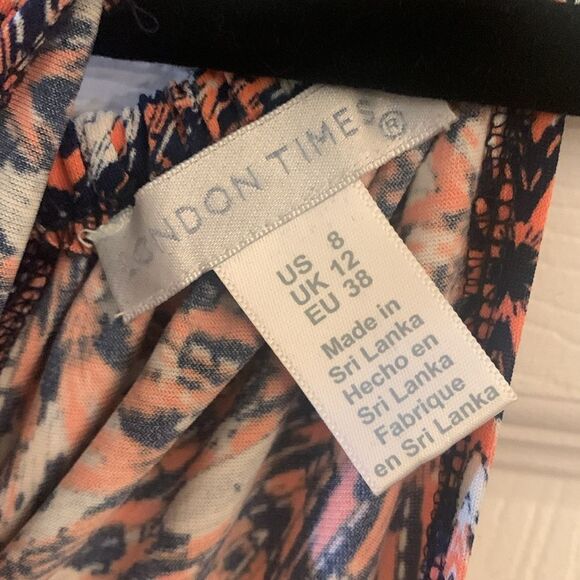 LONDON TIMES®
US 8
UK 12
EU 38
Made in
Sri Lanka
Hecho en
Sri Lanka
Fabrique
en Sri Lanka